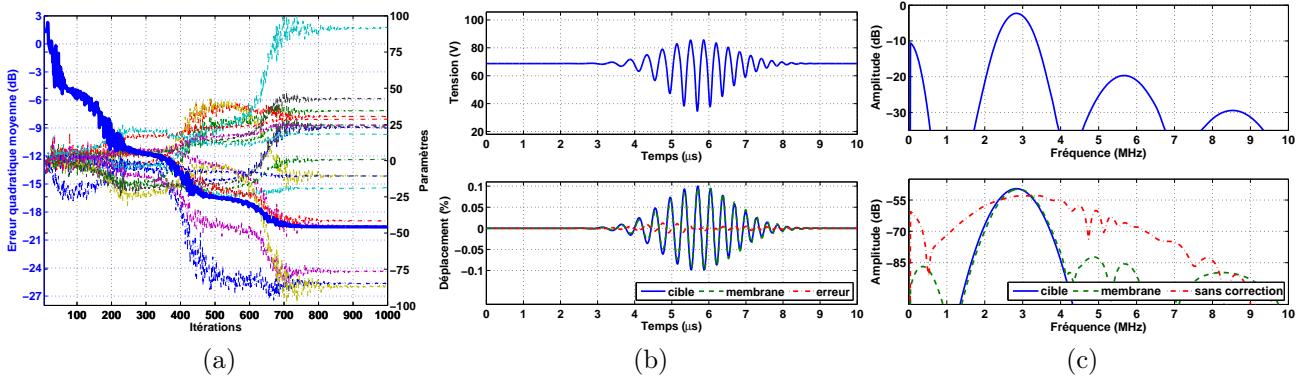 Erreur quadratique moyenne (dB)
3
0
−3
−6
−9
−12
−15
−18
−21
−24
−27
100 200 300 400 500 600 700 800 900 1000
Itérations
100
75
50
25
0
−25
−50
−75
−100
Paramètres
(a)
Tension (V)
100
80
60
40
20
0 1 2 3 4 5 6 7 8 9 10
Temps (μs)
Déplacement (%)
0.1
0.05
0
−0.05
−0.1
cible membrane erreur
0 1 2 3 4 5 6 7 8 9 10
Temps (μs)
(b)
Amplitude (dB)
0
−10
−20
−30
0 1 2 3 4 5 6 7 8 9 10
Fréquence (MHz)
Amplitude (dB)
−55
−70
−85
cible membrane sans correction
0 1 2 3 4 5 6 7 8 9 10
Fréquence (MHz)
(c)